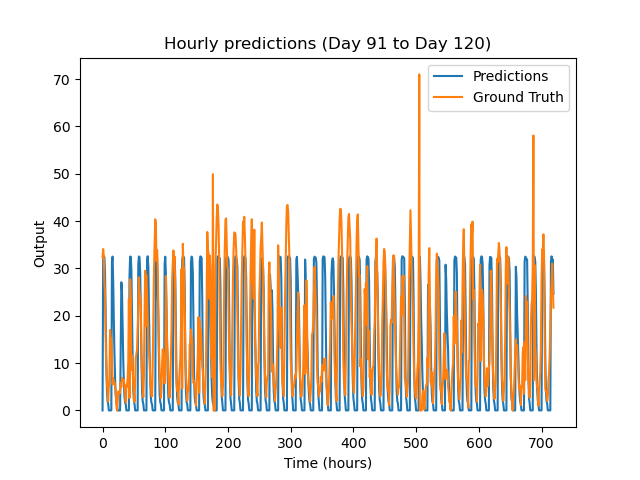 Hourly predictions (Day 91 to Day 120)
Predictions
Ground Truth
70
60
50
40
30
20
10
0
Output
0 100 200 300 400 500 600 700
Time (hours)